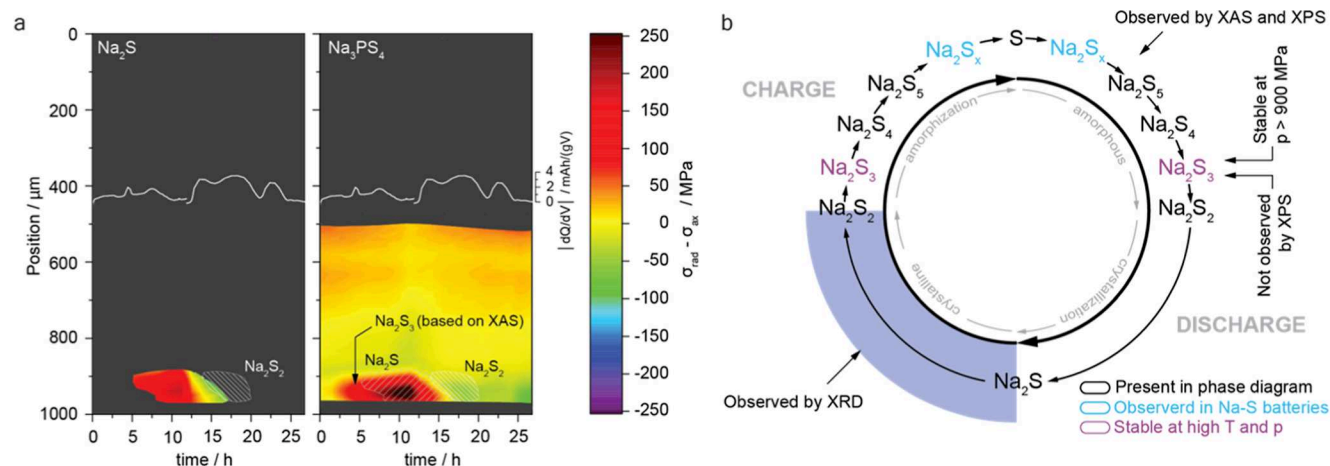 a
Na₂S
Na₃PS₄
Position / µm
0
200
400
600
800
1000
Na₂S₂
0 5 10 15 20 25
time / h
4
2
0
|dQ/dV| / mAh/(gV)
Na₂S₃ (based on XAS)
Na₂S
Na₂S₂
0 5 10 15 20 25
time / h
250
200
150
100
50
0
-50
-100
-150
-200
-250
σrad - σax / MPa
b
Observed by XAS and XPS
CHARGE
DISCHARGE
S
Na₂Sₓ
Na₂S₅
Na₂S₄
Na₂S₃
Na₂S₂
Na₂S
Na₂S₂
Na₂S₃
Na₂S₄
Na₂S₅
Na₂Sₓ
amorphization
amorphous
crystallization
crystalline
Stable at
p > 900 MPa
Not observed
by XPS
Observed by XRD
Present in phase diagram
Observerd in Na-S batteries
Stable at high T and p